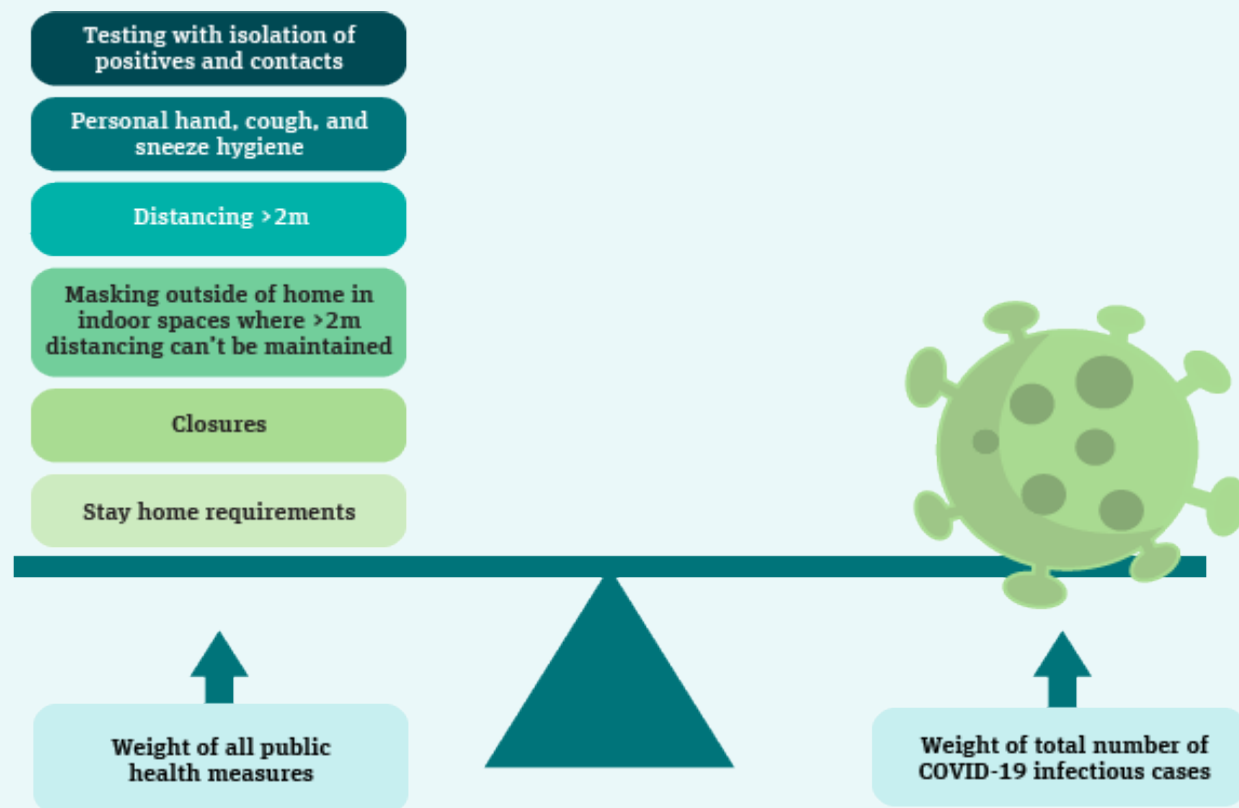 Testing with isolation of
positives and contacts
Personal hand, cough, and
sneeze hygiene
Distancing >2m
Masking outside of home in
indoor spaces where >2m
distancing can't be maintained
Closures
Stay home requirements
Weight of all public
health measures
Weight of total number of
COVID-19 infectious cases